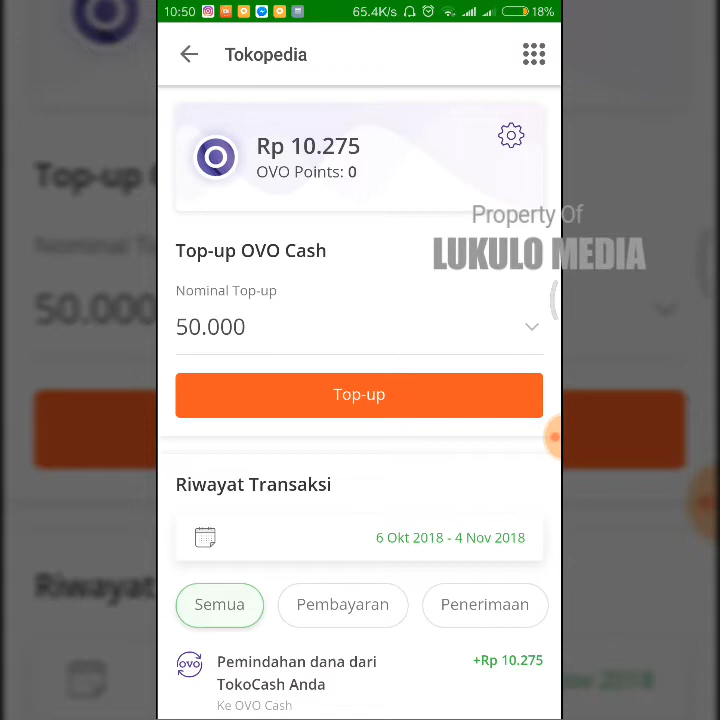 10:50 65.4K/s 18%
Tokopedia
Rp 10.275
OVO Points: 0
Property Of
LUKULO MEDIA
Top-up OVO Cash
Nominal Top-up
50.000
Top-up
Riwayat Transaksi
6 Okt 2018 - 4 Nov 2018
Semua Pembayaran Penerimaan
ovo Pemindahan dana dari +Rp 10.275
TokoCash Anda
Ke OVO Cash